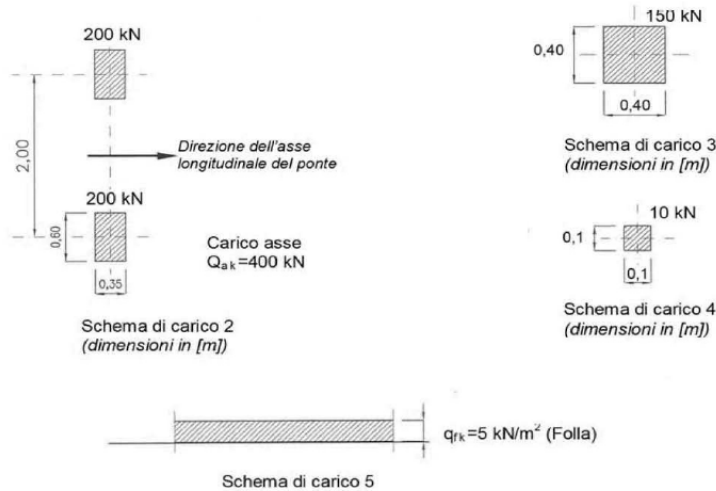 200 kN
2,00
Direzione dell'asse
longitudinale del ponte
200 kN
0,60
0,35
Carico asse
Qak=400 kN
Schema di carico 2
(dimensioni in [m])
150 kN
0,40
0,40
Schema di carico 3
(dimensioni in [m])
10 kN
0,1
0,1
Schema di carico 4
(dimensioni in [m])
qfk=5 kN/m² (Folla)
Schema di carico 5